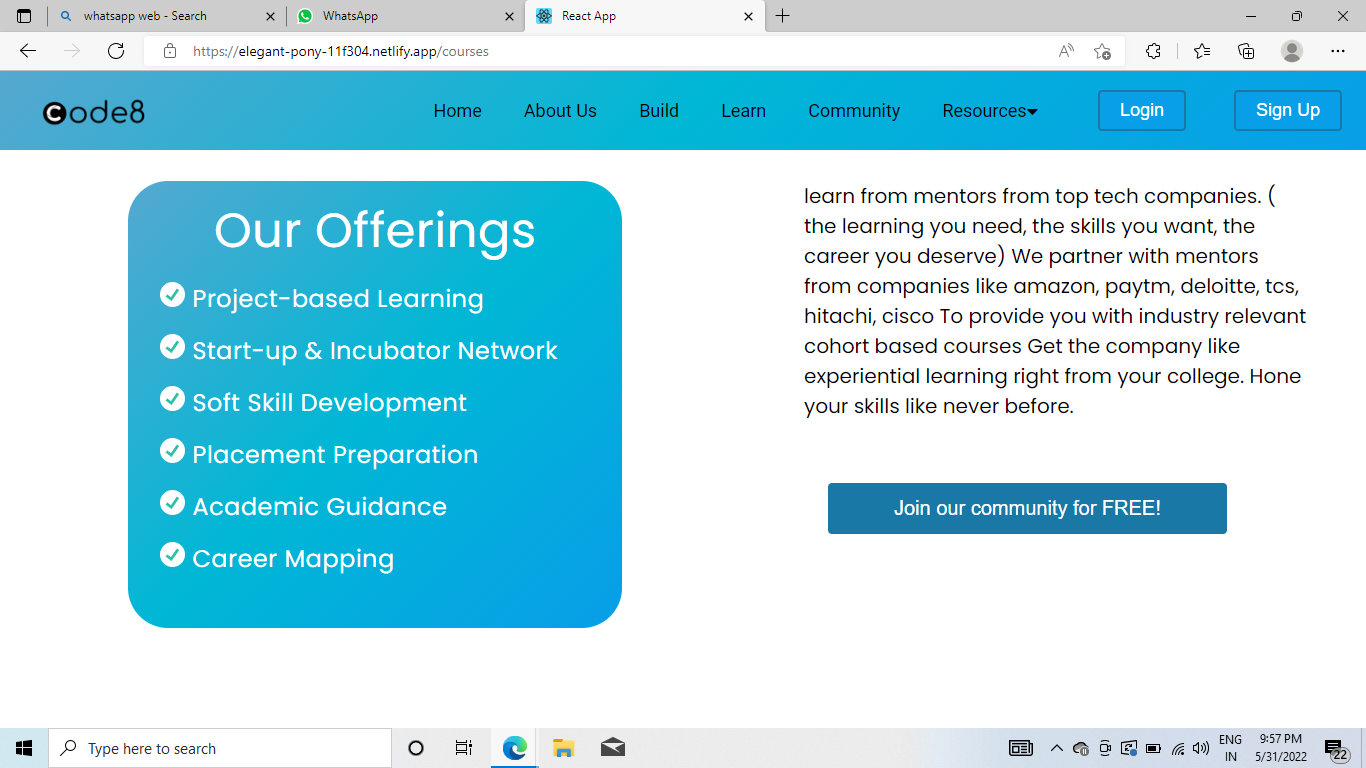 whatsapp web - Search
WhatsApp
React App
https://elegant-pony-11f304.netlify.app/courses
code8
Home
About Us
Build
Learn
Community
Resources
Login
Sign Up
Our Offerings
Project-based Learning
Start-up & Incubator Network
Soft Skill Development
Placement Preparation
Academic Guidance
Career Mapping
learn from mentors from top tech companies. (
the learning you need, the skills you want, the
career you deserve) We partner with mentors
from companies like amazon, paytm, deloitte, tcs,
hitachi, cisco To provide you with industry relevant
cohort based courses Get the company like
experiential learning right from your college. Hone
your skills like never before.
Join our community for FREE!
Type here to search
ENG
IN
9:57 PM
5/31/2022
22